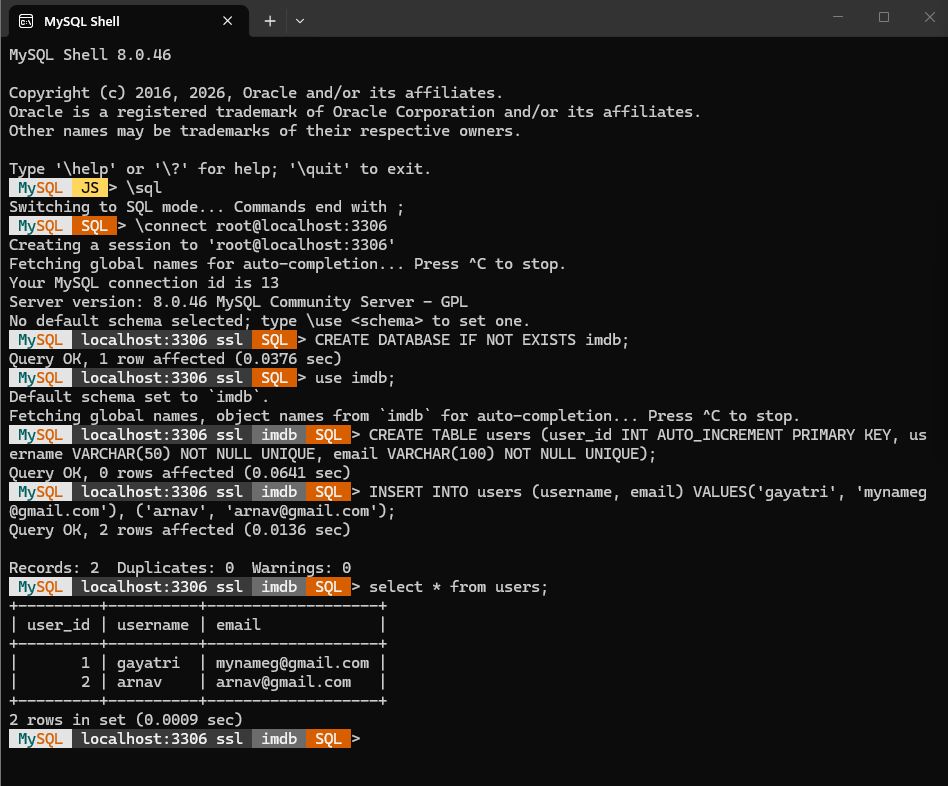 MySQL Shell
MySQL Shell 8.0.46
Copyright (c) 2016, 2026, Oracle and/or its affiliates.
Oracle is a registered trademark of Oracle Corporation and/or its affiliates.
Other names may be trademarks of their respective owners.
Type '\help' or '\?' for help; '\quit' to exit.
MySQL JS > \sql
Switching to SQL mode... Commands end with ;
MySQL SQL > \connect root@localhost:3306
Creating a session to 'root@localhost:3306'
Fetching global names for auto-completion... Press ^C to stop.
Your MySQL connection id is 13
Server version: 8.0.46 MySQL Community Server - GPL
No default schema selected; type \use <schema> to set one.
MySQL localhost:3306 ssl SQL > CREATE DATABASE IF NOT EXISTS imdb;
Query OK, 1 row affected (0.0376 sec)
MySQL localhost:3306 ssl SQL > use imdb;
Default schema set to `imdb`.
Fetching global names, object names from `imdb` for auto-completion... Press ^C to stop.
MySQL localhost:3306 ssl imdb SQL > CREATE TABLE users (user_id INT AUTO_INCREMENT PRIMARY KEY, us
ername VARCHAR(50) NOT NULL UNIQUE, email VARCHAR(100) NOT NULL UNIQUE);
Query OK, 0 rows affected (0.0641 sec)
MySQL localhost:3306 ssl imdb SQL > INSERT INTO users (username, email) VALUES('gayatri', 'mynameg
@gmail.com'), ('arnav', 'arnav@gmail.com');
Query OK, 2 rows affected (0.0136 sec)
Records: 2  Duplicates: 0  Warnings: 0
MySQL localhost:3306 ssl imdb SQL > select * from users;
+---------+----------+-------------------+
| user_id | username | email             |
+---------+----------+-------------------+
|       1 | gayatri  | mynameg@gmail.com |
|       2 | arnav    | arnav@gmail.com   |
+---------+----------+-------------------+
2 rows in set (0.0009 sec)
MySQL localhost:3306 ssl imdb SQL >